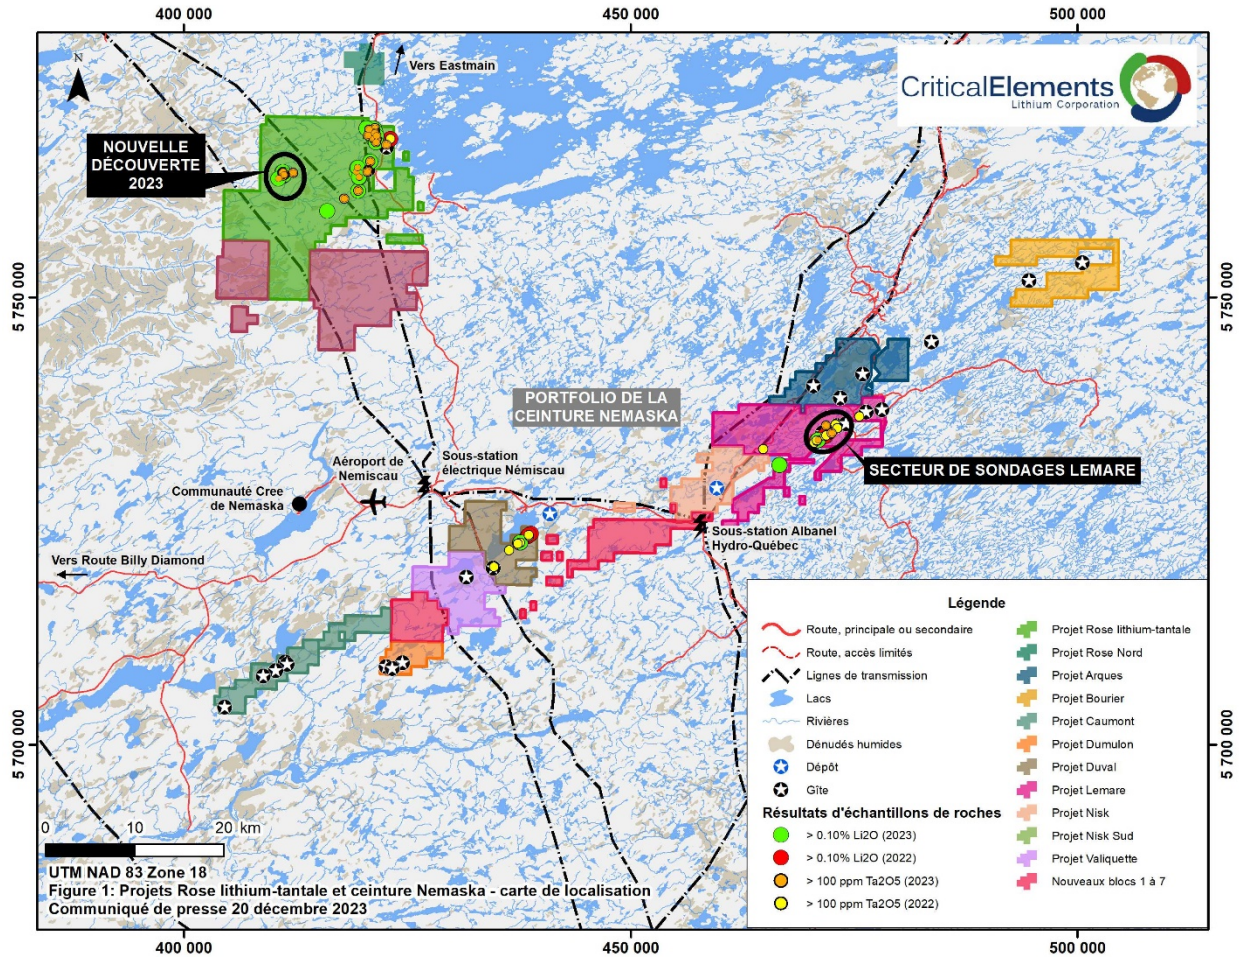 400 000
450 000
500 000
N
Vers Eastmain
CriticalElements
Lithium Corporation
NOUVELLE
DÉCOUVERTE
2023
5 750 000
5 750 000
PORTFOLIO DE LA
CEINTURE NEMASKA
Sous-station
électrique Némiscau
Aéroport de
Nemiscau
SECTEUR DE SONDAGES LEMARE
Communauté Cree
de Nemaska
Sous-station Albanel
Hydro-Québec
Vers Route Billy Diamond
Légende
Route, principale ou secondaire
Route, accès limités
Lignes de transmission
Lacs
Rivières
Dénudés humides
Dépôt
Gîte
Résultats d'échantillons de roches
> 0.10% Li2O (2023)
> 0.10% Li2O (2022)
> 100 ppm Ta2O5 (2023)
> 100 ppm Ta2O5 (2022)
Projet Rose lithium-tantale
Projet Rose Nord
Projet Arques
Projet Bourier
Projet Caumont
Projet Dumulon
Projet Duval
Projet Lemare
Projet Nisk
Projet Nisk Sud
Projet Valiquette
Nouveaux blocs 1 à 7
5 700 000
5 700 000
0 10 20 km
UTM NAD 83 Zone 18
Figure 1: Projets Rose lithium-tantale et ceinture Nemaska - carte de localisation
Communiqué de presse 20 décembre 2023
400 000
450 000
500 000